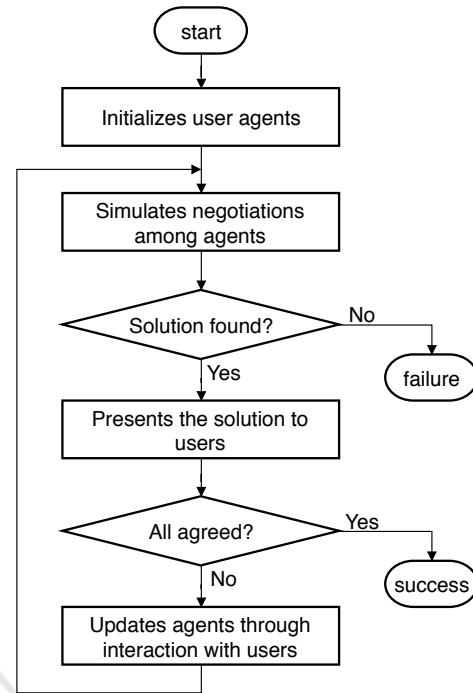 start
Initializes user agents
Simulates negotiations
among agents
Solution found?
No
Yes
failure
Presents the solution to
users
All agreed?
Yes
No
success
Updates agents through
interaction with users